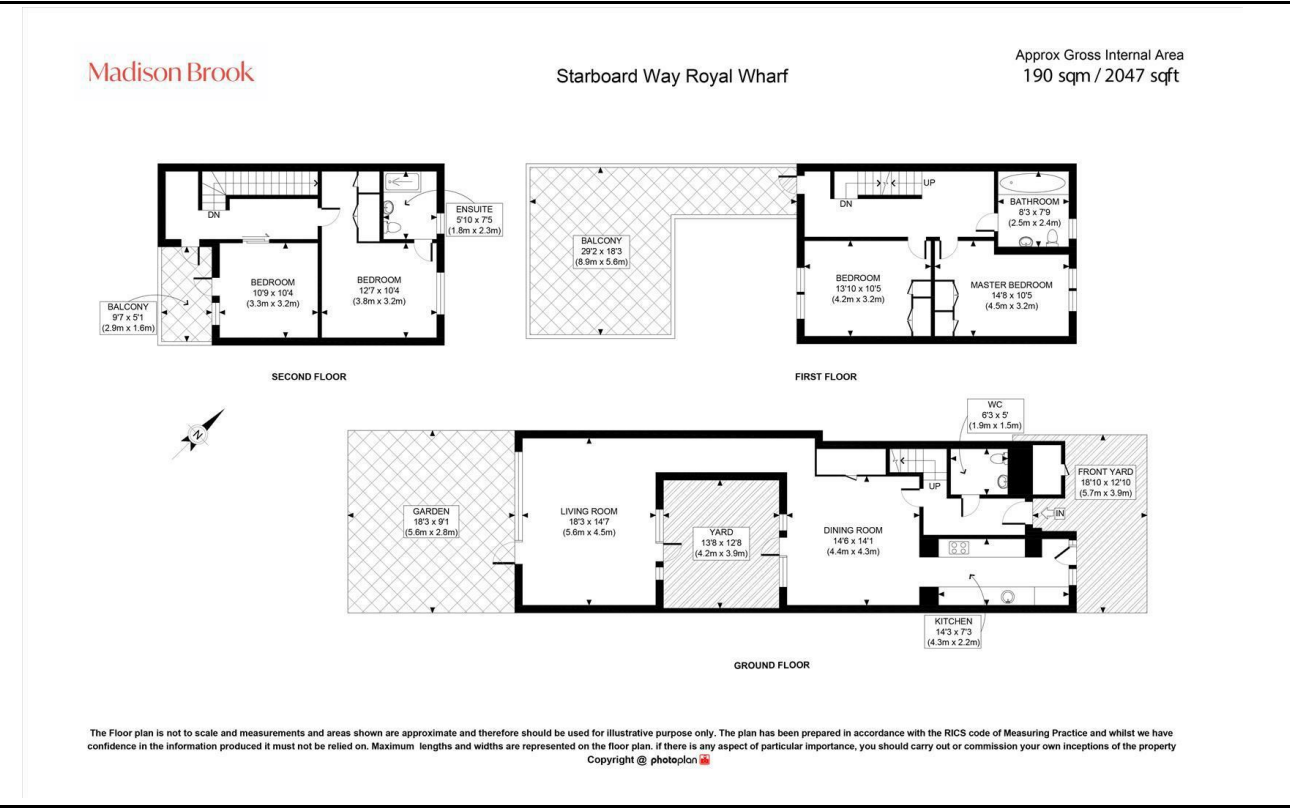 Madison Brook
Starboard Way Royal Wharf
Approx Gross Internal Area
190 sqm / 2047 sqft
DN
ENSUITE
5'10 x 7'5
(1.8m x 2.3m)
BEDROOM
10'9 x 10'4
(3.3m x 3.2m)
BEDROOM
12'7 x 10'4
(3.8m x 3.2m)
BALCONY
9'7 x 5'1
(2.9m x 1.6m)
SECOND FLOOR
BALCONY
29'2 x 18'3
(8.9m x 5.6m)
UP
DN
BATHROOM
8'3 x 7'9
(2.5m x 2.4m)
BEDROOM
13'10 x 10'5
(4.2m x 3.2m)
MASTER BEDROOM
14'8 x 10'5
(4.5m x 3.2m)
FIRST FLOOR
N
WC
6'3 x 5'
(1.9m x 1.5m)
FRONT YARD
18'10 x 12'10
(5.7m x 3.9m)
UP
IN
GARDEN
18'3 x 9'1
(5.6m x 2.8m)
LIVING ROOM
18'3 x 14'7
(5.6m x 4.5m)
YARD
13'8 x 12'8
(4.2m x 3.9m)
DINING ROOM
14'6 x 14'1
(4.4m x 4.3m)
KITCHEN
14'3 x 7'3
(4.3m x 2.2m)
GROUND FLOOR
The Floor plan is not to scale and measurements and areas shown are approximate and therefore should be used for illustrative purpose only. The plan has been prepared in accordance with the RICS code of Measuring Practice and whilst we have
confidence in the information produced it must not be relied on. Maximum lengths and widths are represented on the floor plan. if there is any aspect of particular importance, you should carry out or commission your own inceptions of the property
Copyright @ photoplan